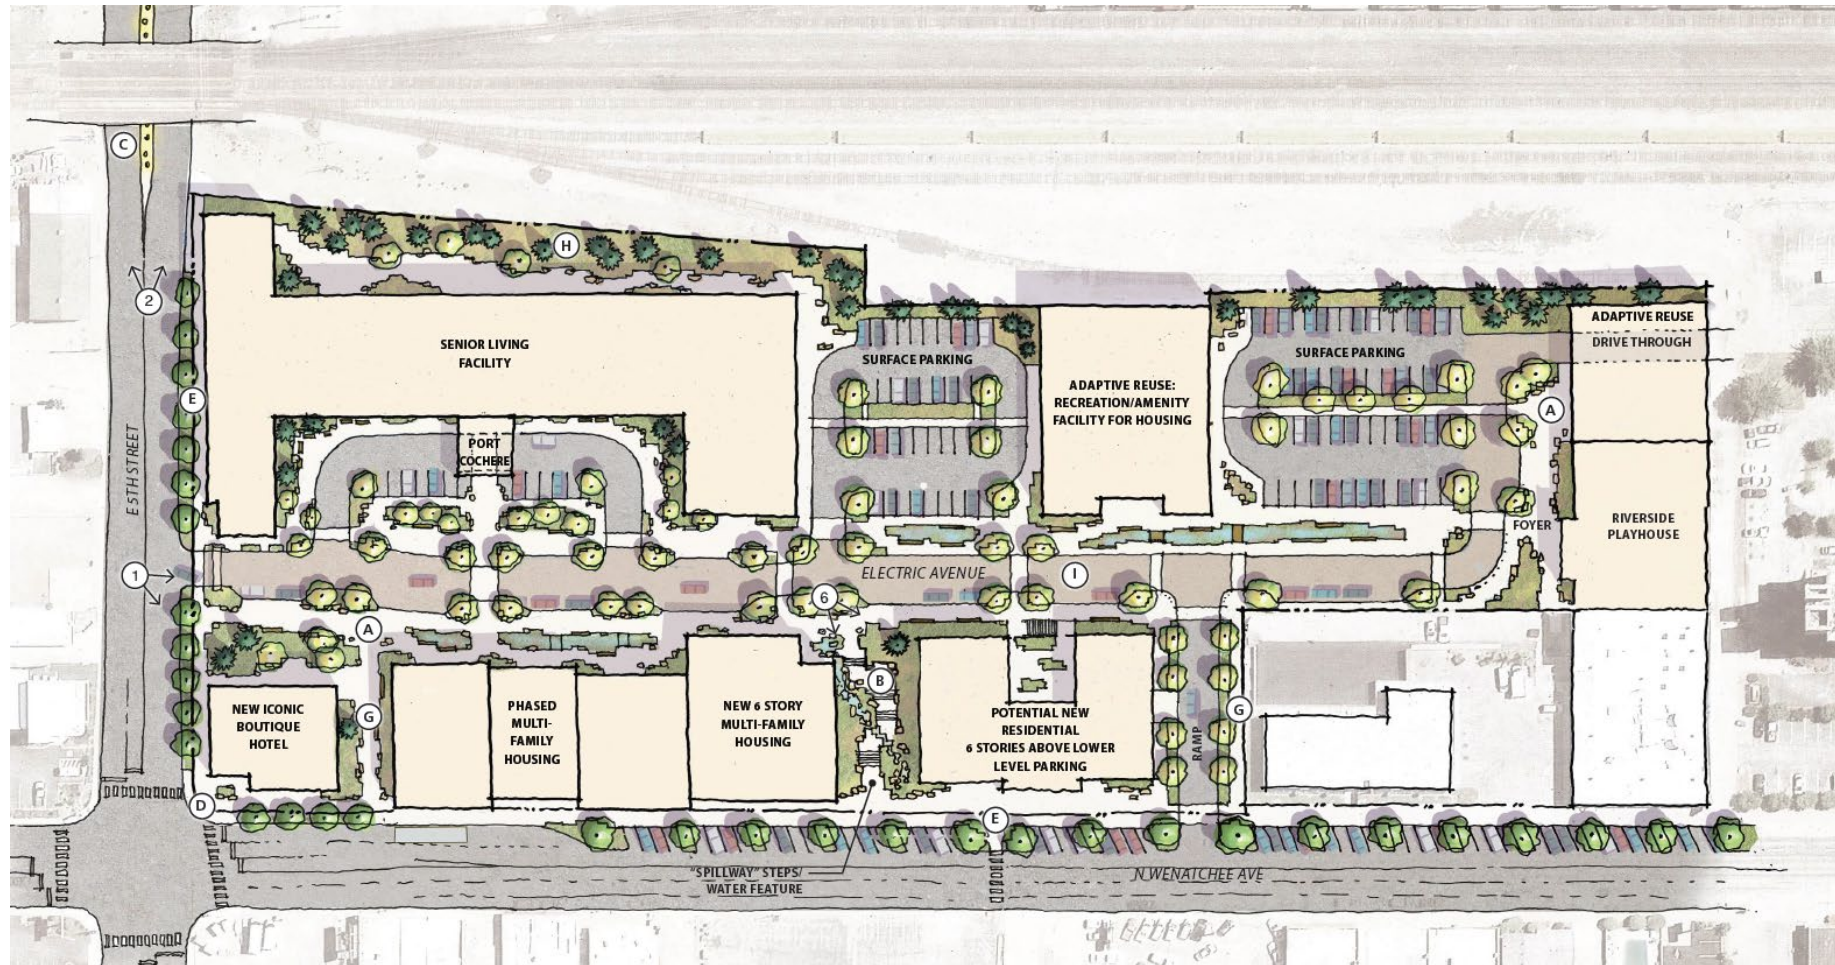 C
H
2
ADAPTIVE REUSE
DRIVE THROUGH
SENIOR LIVING
FACILITY
SURFACE PARKING
SURFACE PARKING
ADAPTIVE REUSE:
RECREATION/AMENITY
FACILITY FOR HOUSING
E
A
PORT
COCHERE
E 5TH STREET
FOYER
RIVERSIDE
PLAYHOUSE
1
ELECTRIC AVENUE
I
6
A
B
G
G
NEW ICONIC
BOUTIQUE
HOTEL
PHASED
MULTI-
FAMILY
HOUSING
NEW 6 STORY
MULTI-FAMILY
HOUSING
POTENTIAL NEW
RESIDENTIAL
6 STORIES ABOVE LOWER
LEVEL PARKING
RAMP
D
E
"SPILLWAY" STEPS/
WATER FEATURE
N WENATCHEE AVE